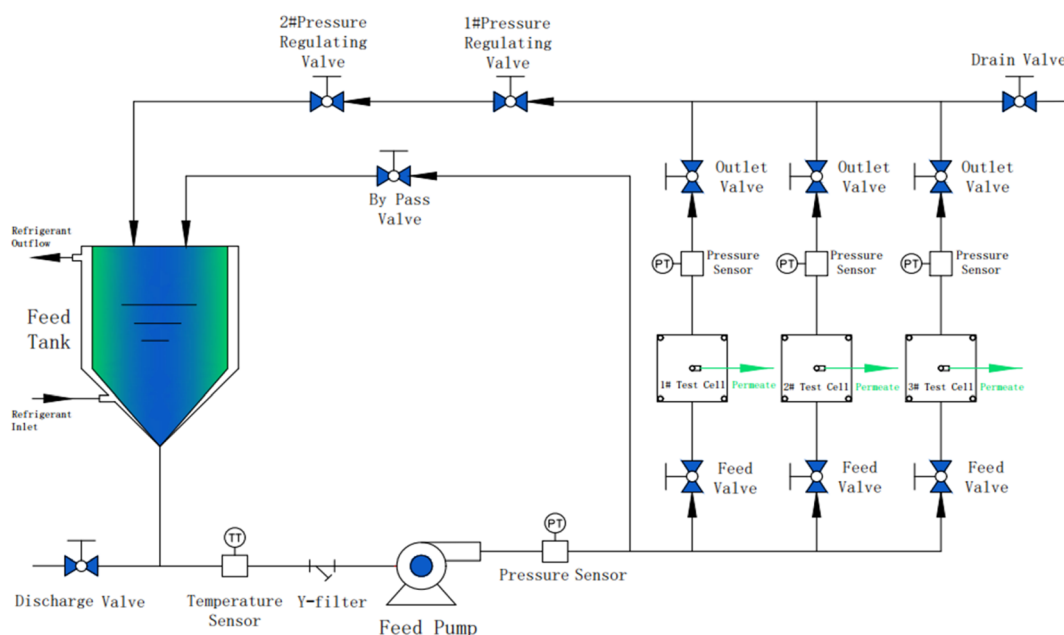 2#Pressure
Regulating
Valve
1#Pressure
Regulating
Valve
Drain Valve
By Pass
Valve
Outlet
Valve
Outlet
Valve
Outlet
Valve
Refrigerant
Outflow
PT
Pressure
Sensor
PT
Pressure
Sensor
PT
Pressure
Sensor
Feed
Tank
1# Test Cell
Permeate
2# Test Cell
Permeate
3# Test Cell
Permeate
Refrigerant
Inlet
Feed
Valve
Feed
Valve
Feed
Valve
TT
PT
Discharge Valve
Temperature
Sensor
Y-filter
Feed Pump
Pressure Sensor